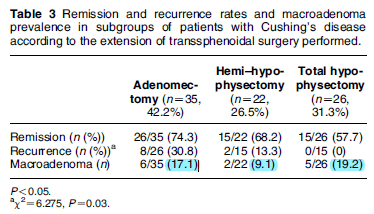 Table 3 Remission and recurrence rates and macroadenoma
prevalence in subgroups of patients with Cushing's disease
according to the extension of transsphenoidal surgery performed.
Adenomec- Hemi–hypo- Total hypo-
tomy (n=35, physectomy physectomy
42.2%) (n=22, (n=26,
26.5%) 31.3%)
Remission (n (%)) 26/35 (74.3) 15/22 (68.2) 15/26 (57.7)
Recurrence (n (%))a 8/26 (30.8) 2/15 (13.3) 0/15 (0)
Macroadenoma (n) 6/35 (17.1) 2/22 (9.1) 5/26 (19.2)
P<0.05.
aχ2=6.275, P=0.03.